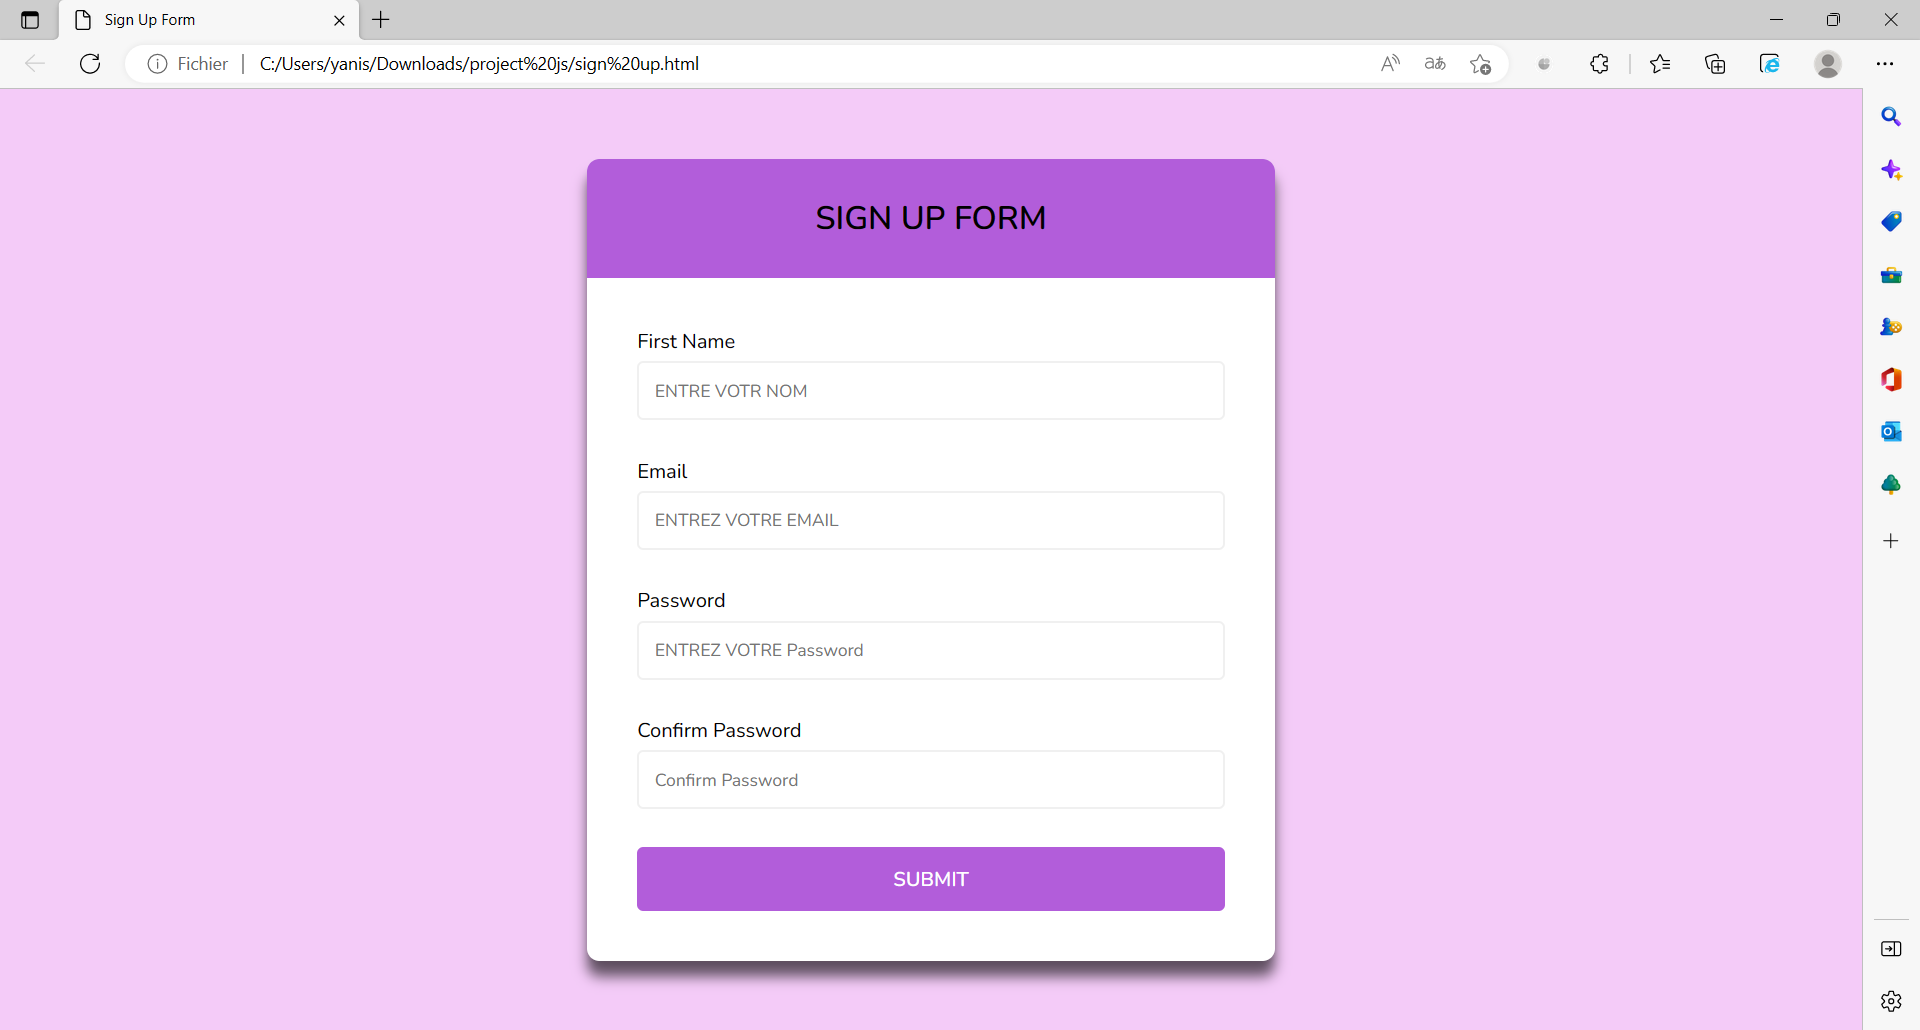 Sign Up Form
Fichier C:/Users/yanis/Downloads/project%20js/sign%20up.html
SIGN UP FORM
First Name
ENTRE VOTR NOM
Email
ENTREZ VOTRE EMAIL
Password
ENTREZ VOTRE Password
Confirm Password
Confirm Password
SUBMIT